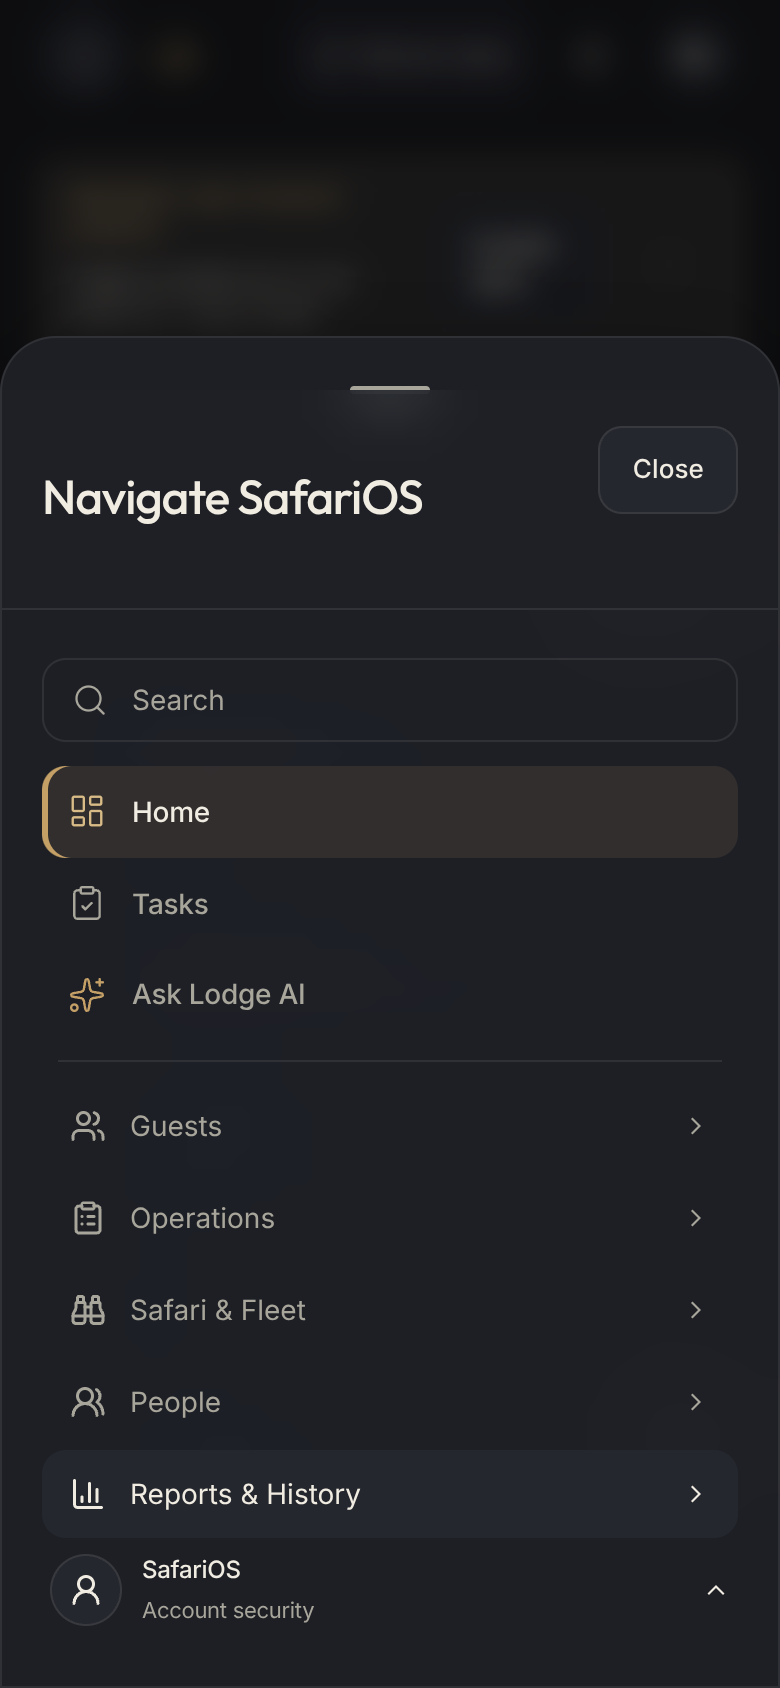 Navigate SafariOS
Close
Search
Home
Tasks
Ask Lodge AI
Guests
Operations
Safari & Fleet
People
Reports & History
SafariOS
Account security